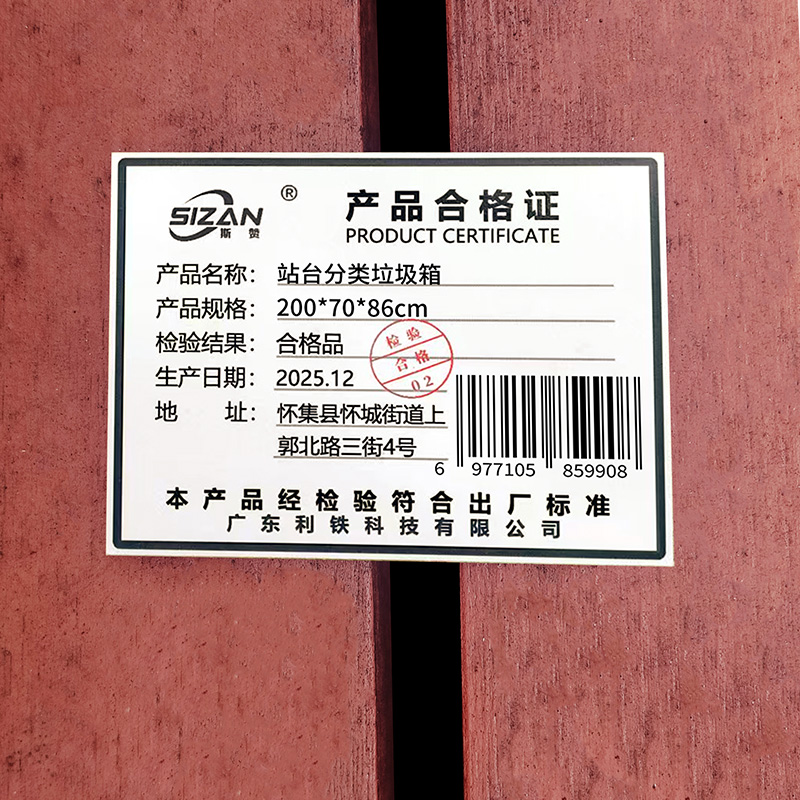 SIZAN ®
斯赞
产品合格证
PRODUCT CERTIFICATE
产品名称： 站台分类垃圾箱
产品规格： 200*70*86cm
检验结果： 合格品
生产日期： 2025.12
地 址： 怀集县怀城街道上
郭北路三街4号
检验
合格
02
6 977105 859908
本产品经检验符合出厂标准
广东利铁科技有限公司